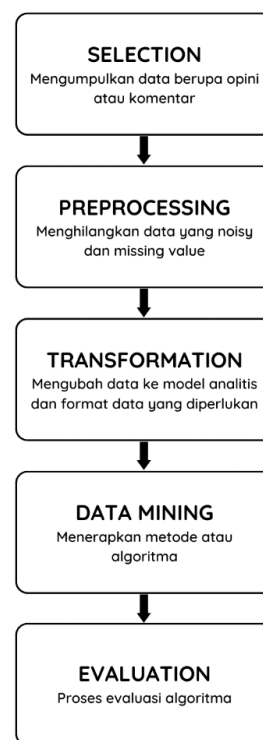 SELECTION
Mengumpulkan data berupa opini
atau komentar
PREPROCESSING
Menghilangkan data yang noisy
dan missing value
TRANSFORMATION
Mengubah data ke model analitis
dan format data yang diperlukan
DATA MINING
Menerapkan metode atau
algoritma
EVALUATION
Proses evaluasi algoritma